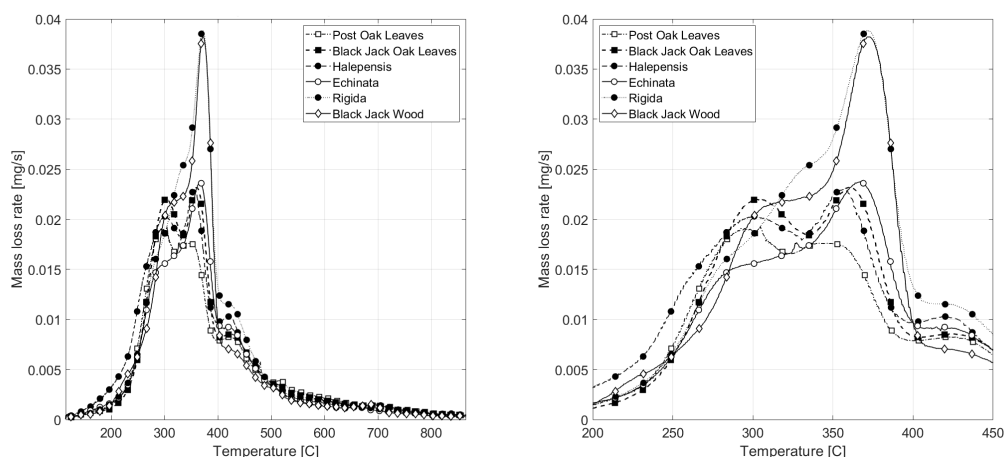 0.04
0.035
0.03
0.025
0.02
0.015
0.01
0.005
0
200 300 400 500 600 700 800
Temperature [C]
Mass loss rate [mg/s]
Post Oak Leaves
Black Jack Oak Leaves
Halepensis
Echinata
Rigida
Black Jack Wood
0.04
0.035
0.03
0.025
0.02
0.015
0.01
0.005
0
200 250 300 350 400 450
Temperature [C]
Mass loss rate [mg/s]
Post Oak Leaves
Black Jack Oak Leaves
Halepensis
Echinata
Rigida
Black Jack Wood